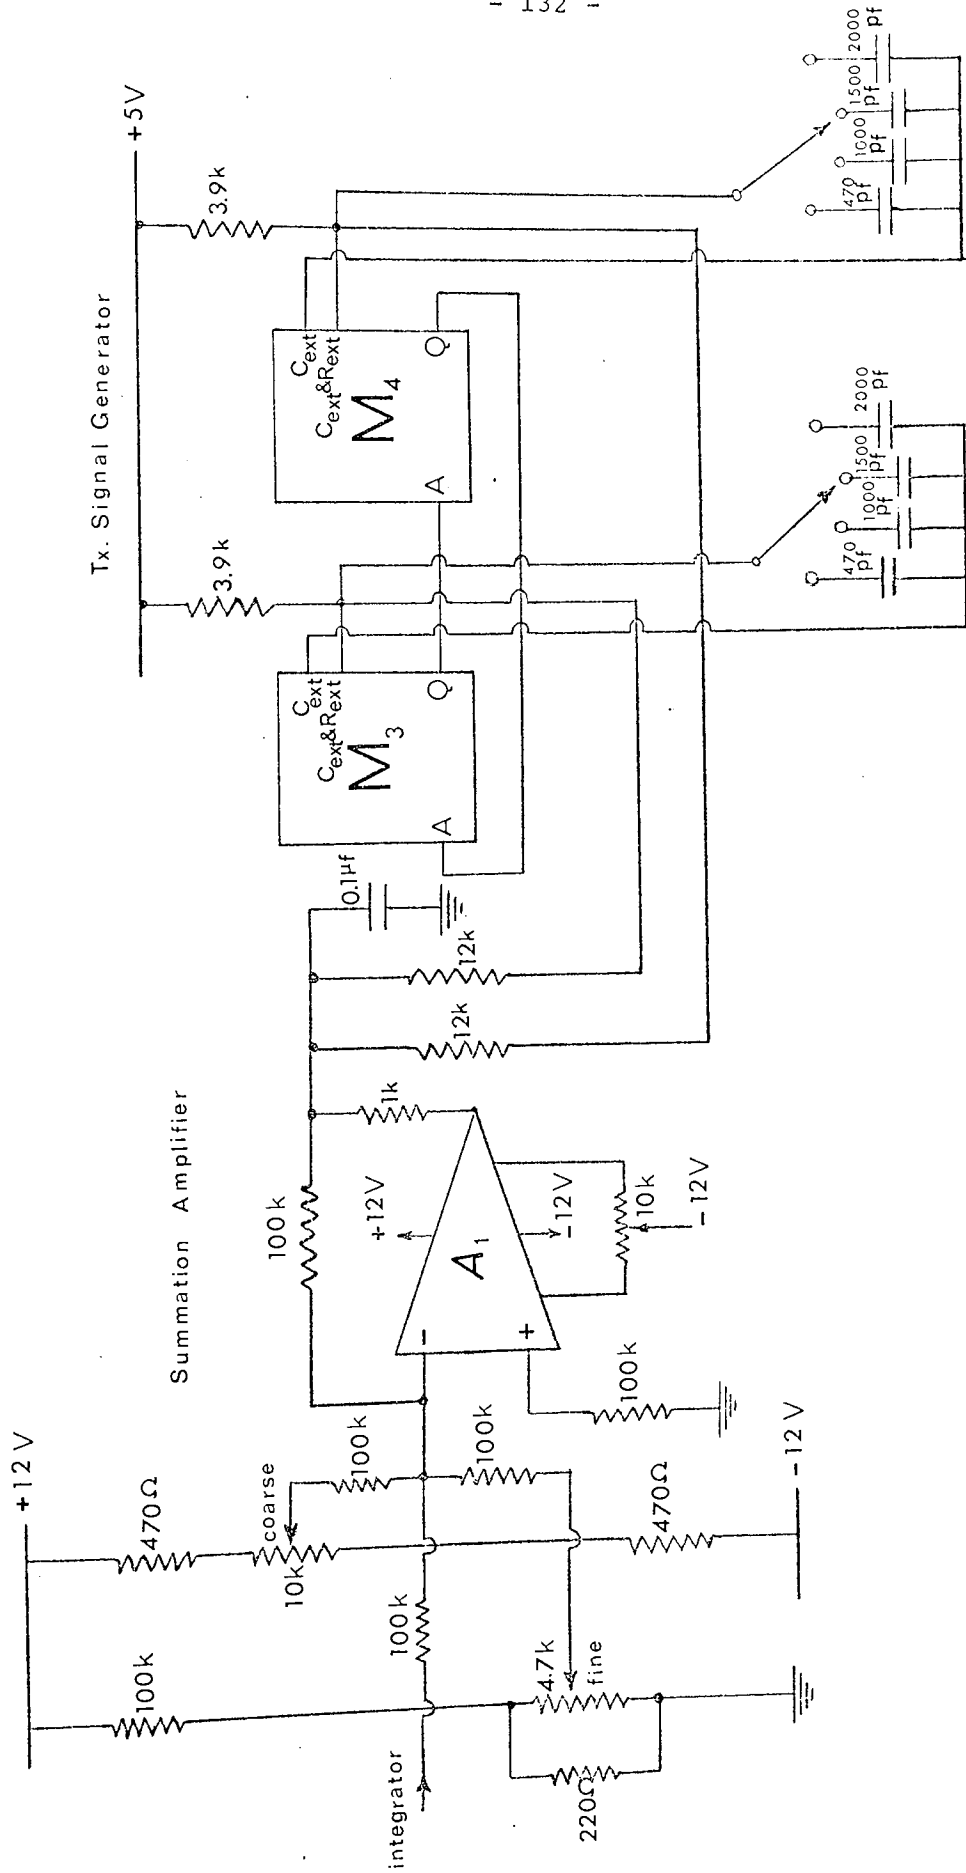 - 132 -
Tx. Signal Generator
+5V
3.9k
3.9k
Cext
Cext&Rext
M3
A
Q
Cext
Cext&Rext
M4
A
Q
470
pf
1000
pf
1500
pf
2000
pf
470
pf
1000
pf
1500
pf
2000
pf
Summation Amplifier
+12V
100k
470Ω
coarse
10k
100k
100k
100k
integrator
4.7k
fine
220Ω
470Ω
-12V
100k
-
+
A1
+12V
-12V
10k
-12V
100k
1k
12k
12k
0.1µf